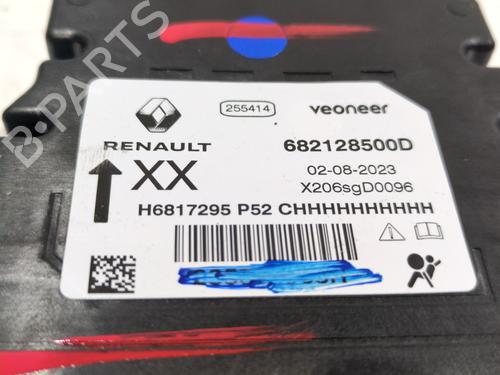 B-PARTS
255414
veoneer
RENAULT
682128500D
XX
02-08-2023
X206sgD0096
H6817295 P52 CHHHHHHHHHHH